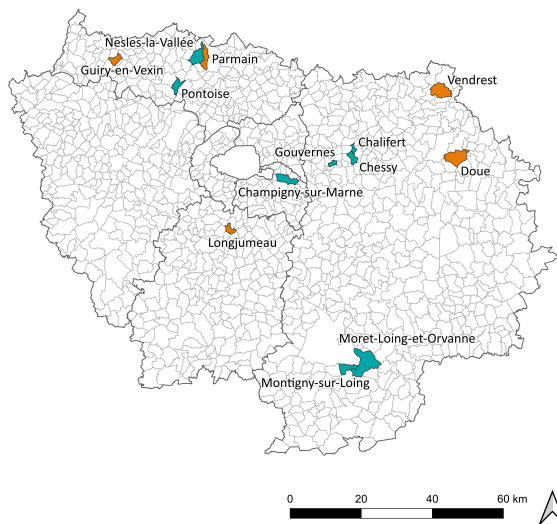 Nesles-la-Vallée
Parmain
Guiry-en-Vexin
Pontoise
Vendrest
Chalifert
Gouvernes
Chessy
Doue
Champigny-sur-Marne
Longjumeau
Moret-Loing-et-Orvanne
Montigny-sur-Loing
0 20 40 60 km